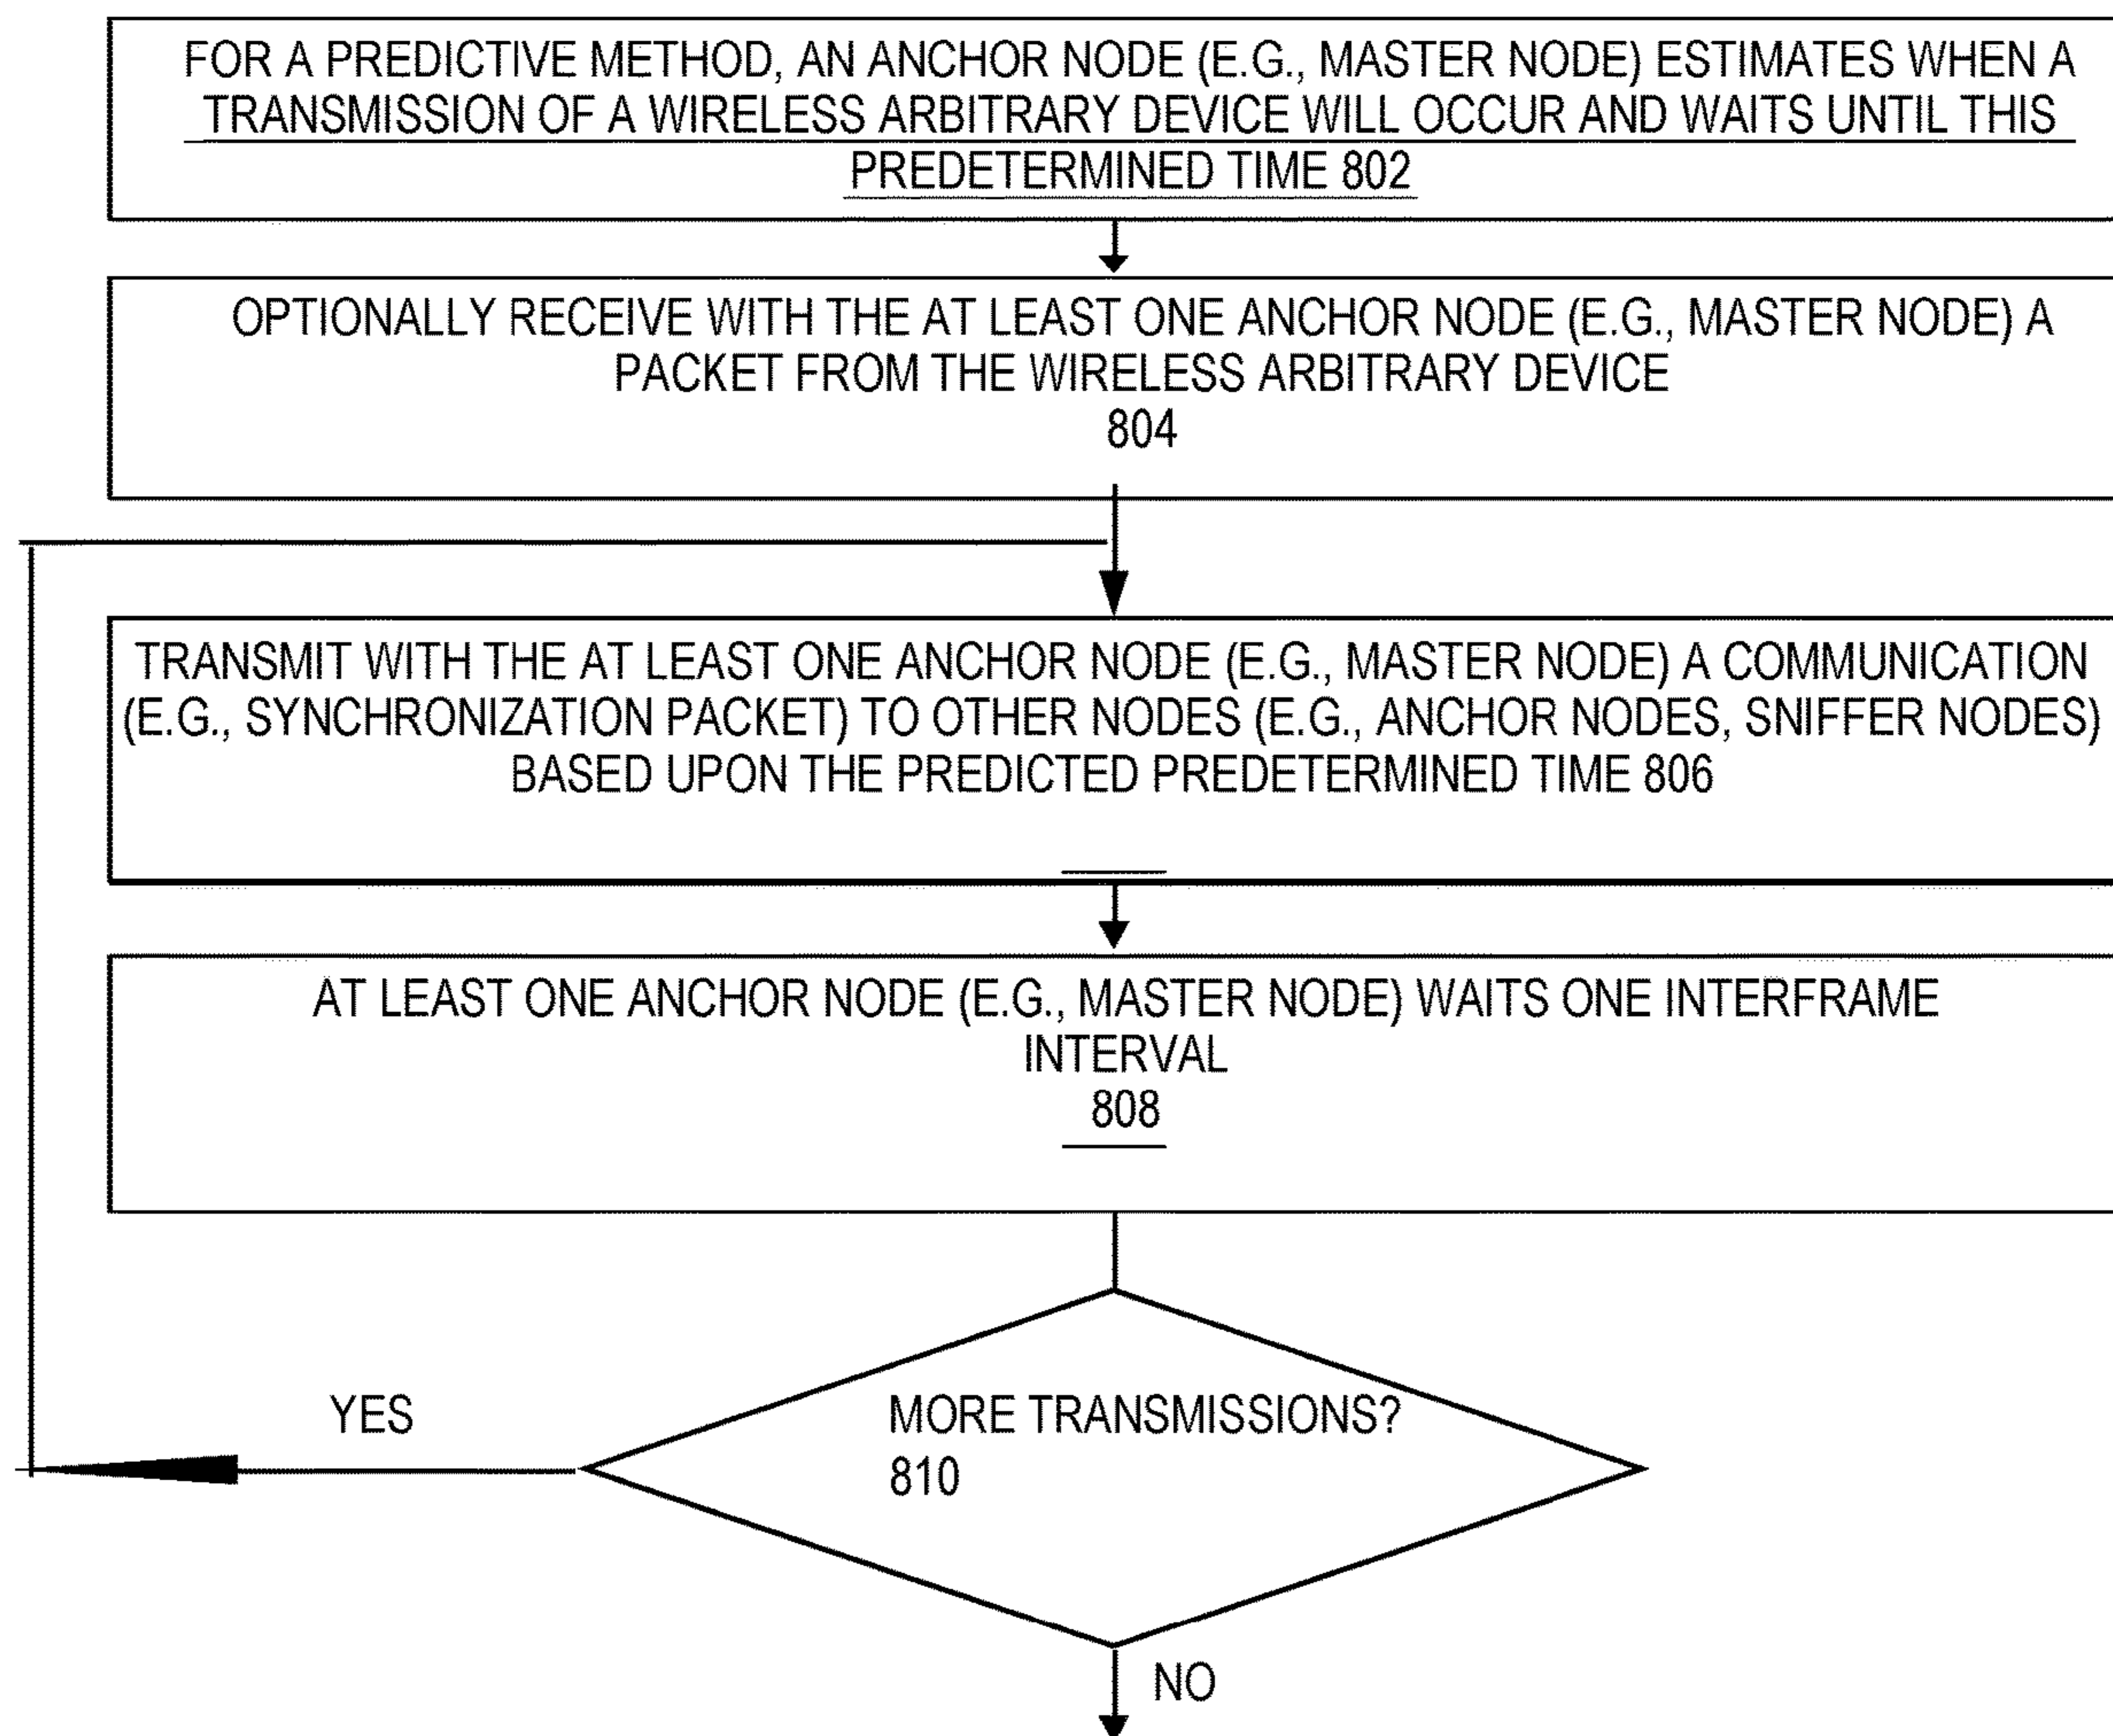 FOR A PREDICTIVE METHOD, AN ANCHOR NODE (E.G., MASTER NODE) ESTIMATES WHEN A
TRANSMISSION OF A WIRELESS ARBITRARY DEVICE WILL OCCUR AND WAITS UNTIL THIS
PREDETERMINED TIME 802
OPTIONALLY RECEIVE WITH THE AT LEAST ONE ANCHOR NODE (E.G., MASTER NODE) A
PACKET FROM THE WIRELESS ARBITRARY DEVICE
804
TRANSMIT WITH THE AT LEAST ONE ANCHOR NODE (E.G., MASTER NODE) A COMMUNICATION
(E.G., SYNCHRONIZATION PACKET) TO OTHER NODES (E.G., ANCHOR NODES, SNIFFER NODES)
BASED UPON THE PREDICTED PREDETERMINED TIME 806
AT LEAST ONE ANCHOR NODE (E.G., MASTER NODE) WAITS ONE INTERFRAME
INTERVAL
808
YES
MORE TRANSMISSIONS?
810
NO